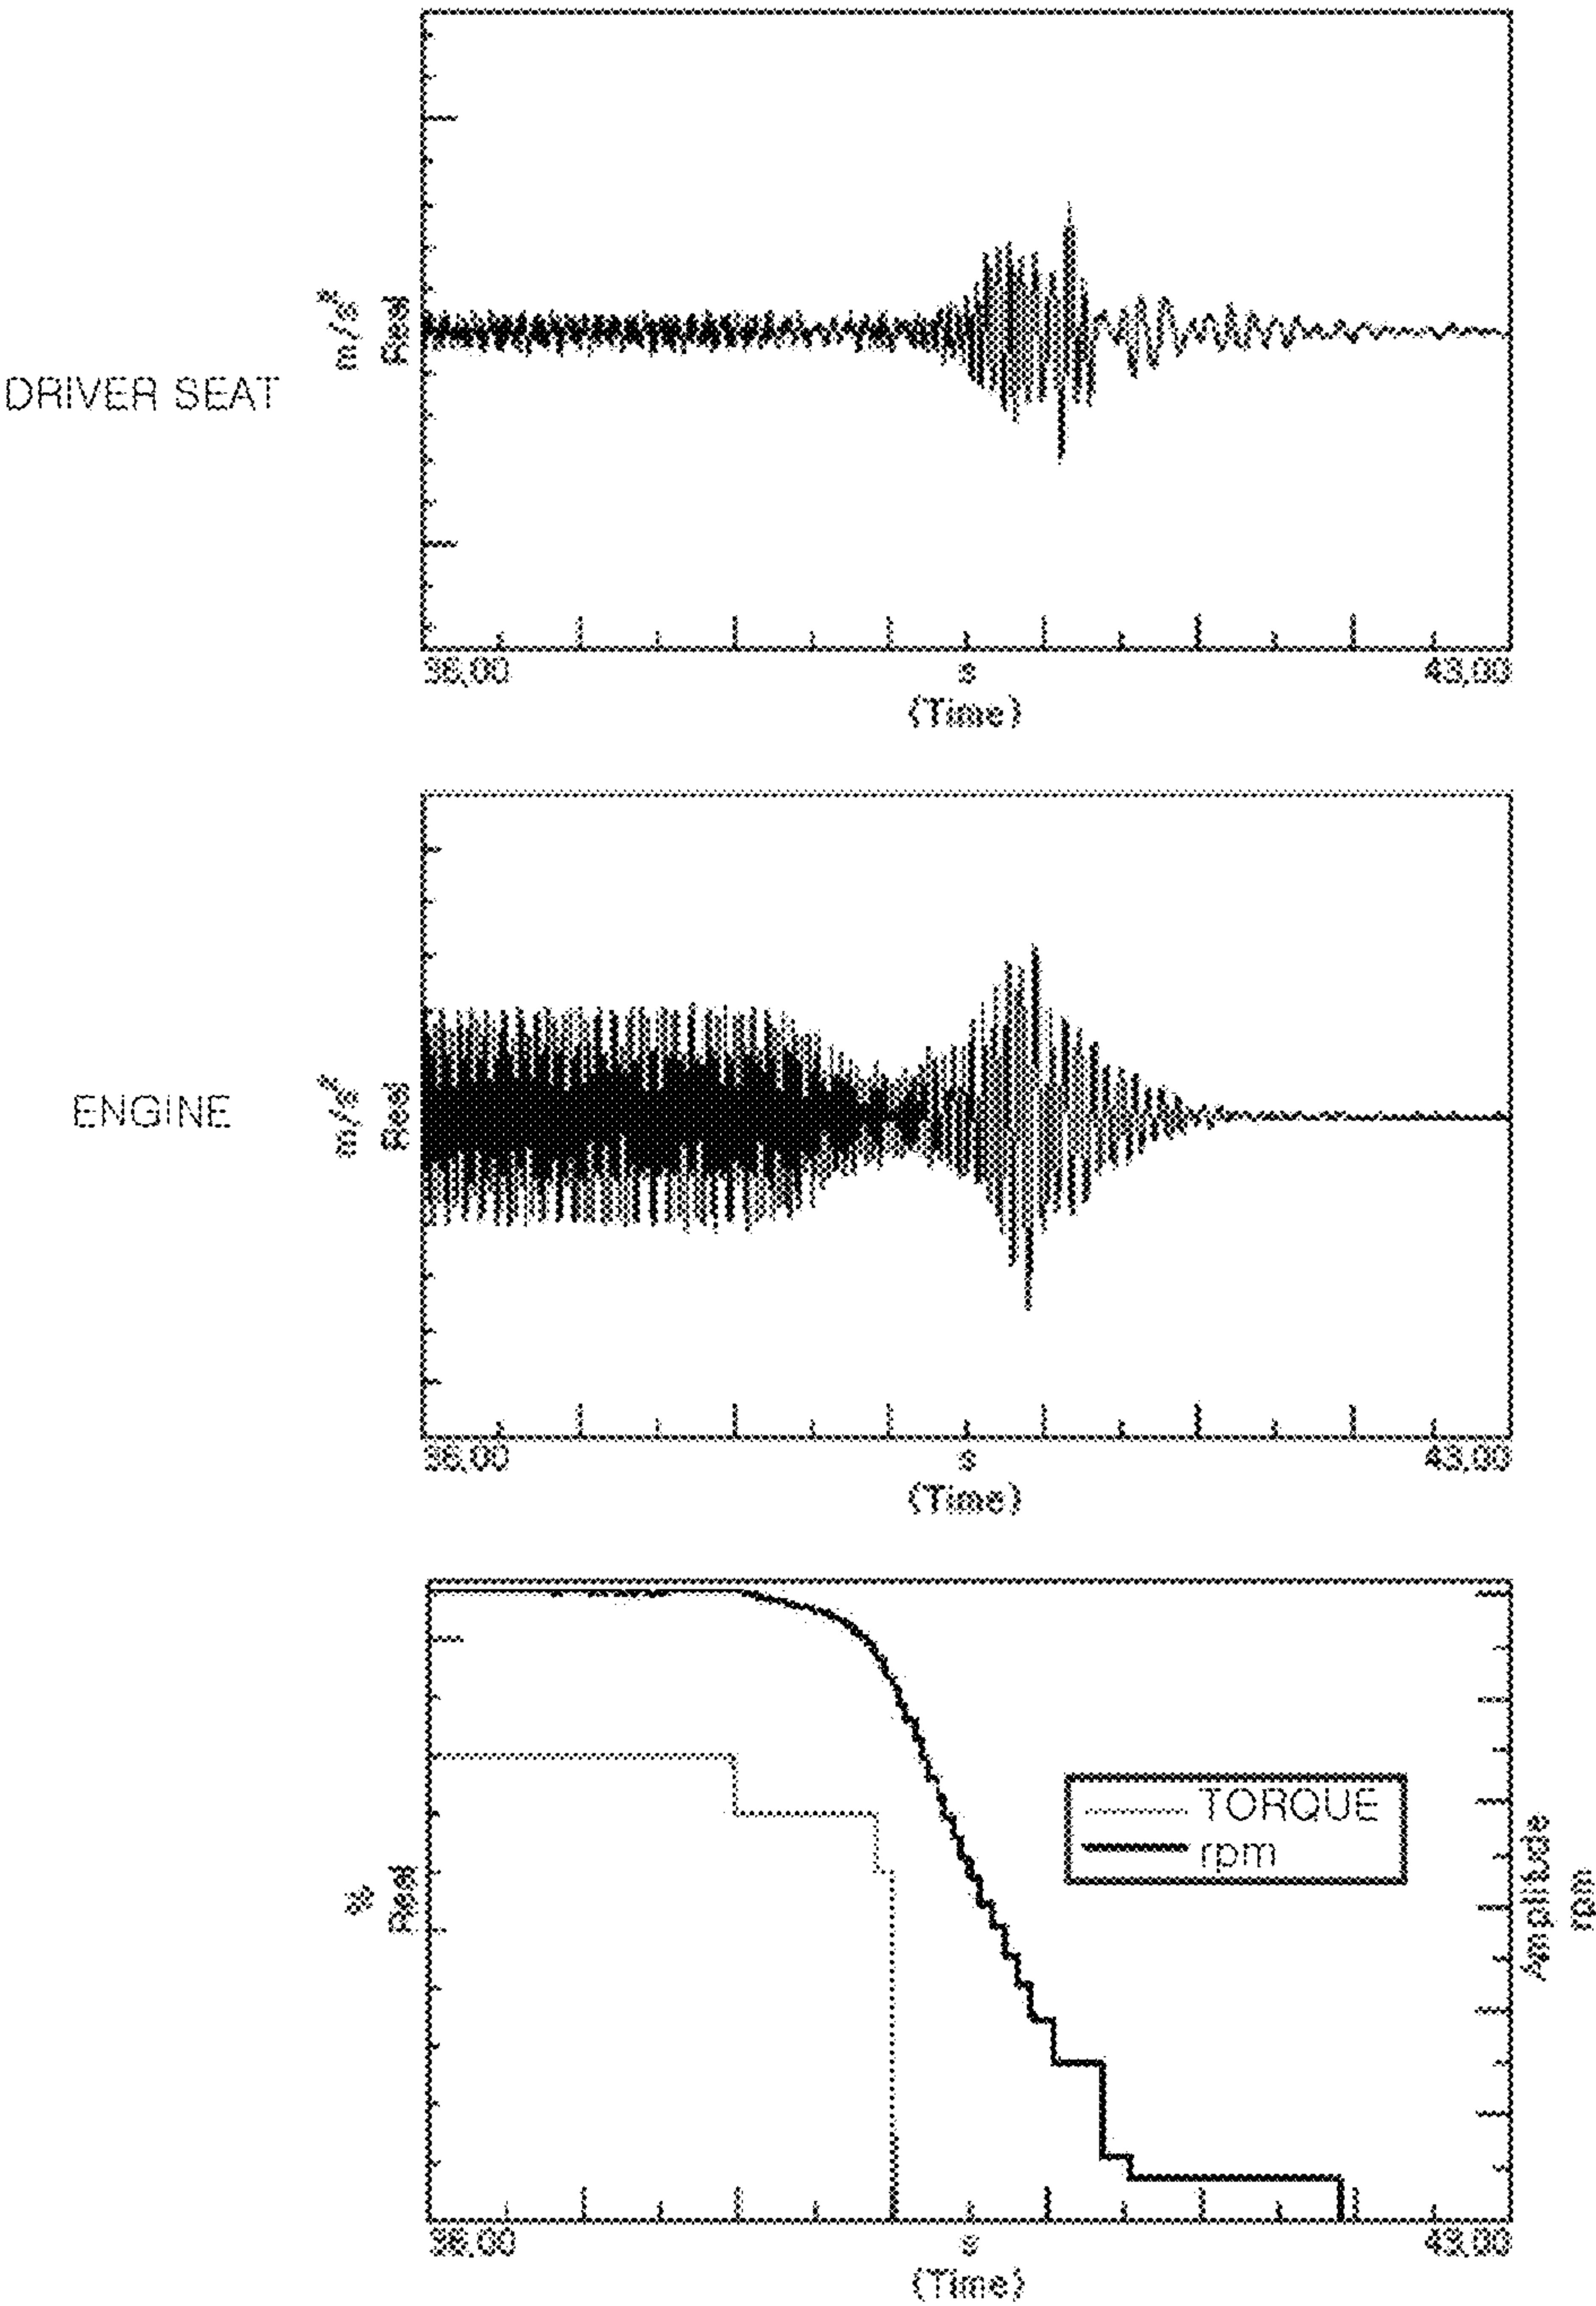 DRIVER SEAT
m/s²
Real
36.00
s
43.00
(Time)
ENGINE
m/s²
Real
36.00
s
43.00
(Time)
%
Real
TORQUE
rpm
Amplitude
rpm
36.00
s
43.00
(Time)